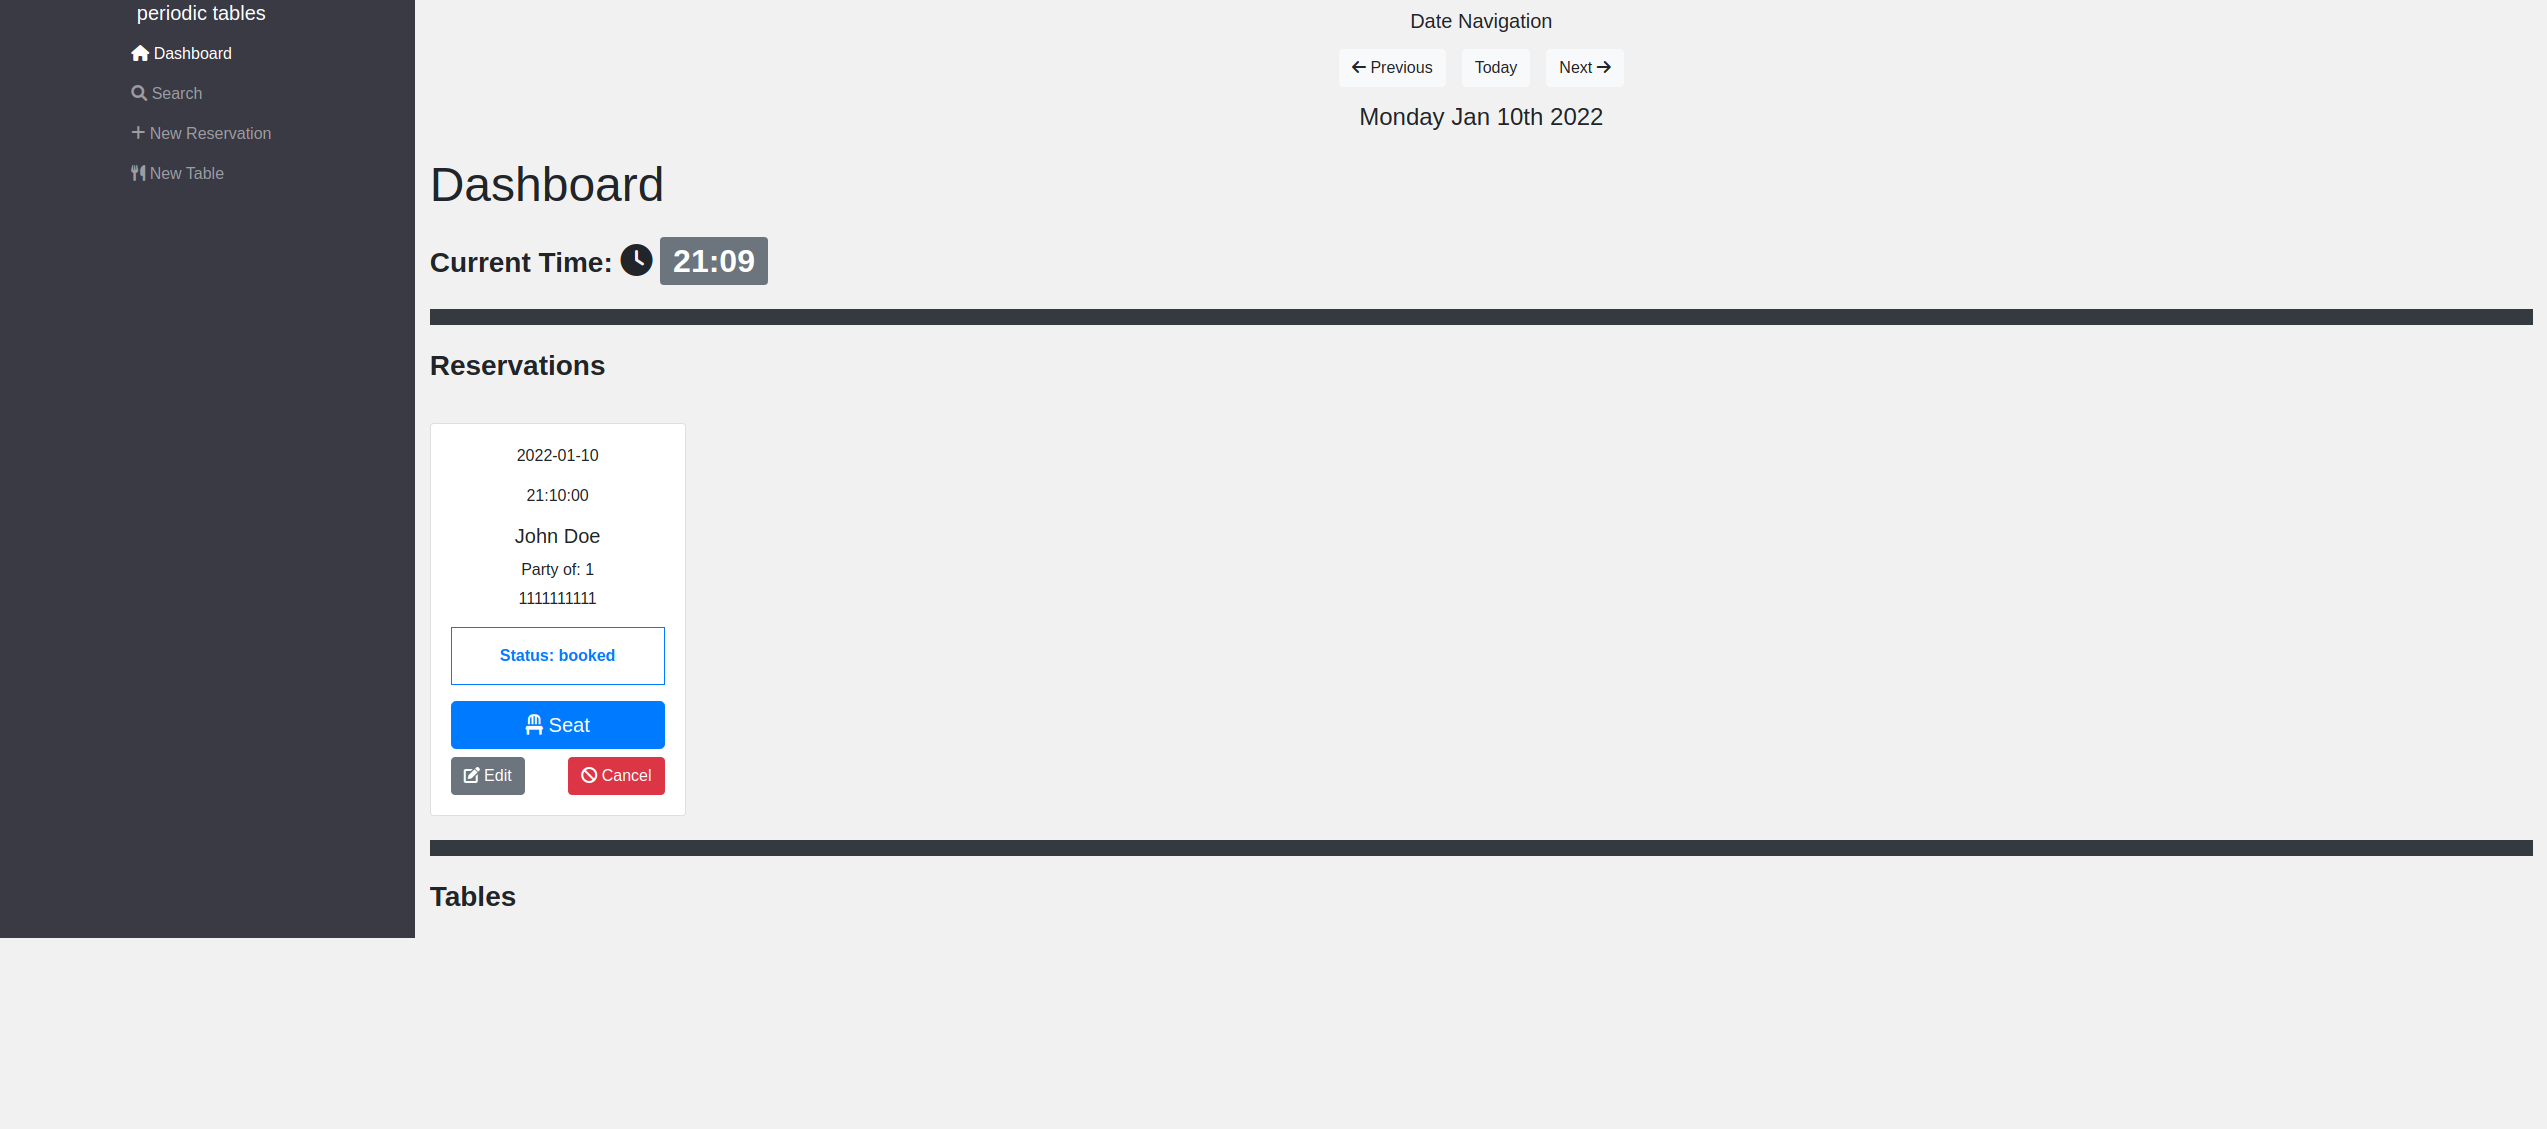 periodic tables
Dashboard
Search
New Reservation
New Table
Date Navigation
Previous Today Next
Monday Jan 10th 2022
Dashboard
Current Time: 21:09
Reservations
2022-01-10
21:10:00
John Doe
Party of: 1
1111111111
Status: booked
Seat
Edit Cancel
Tables